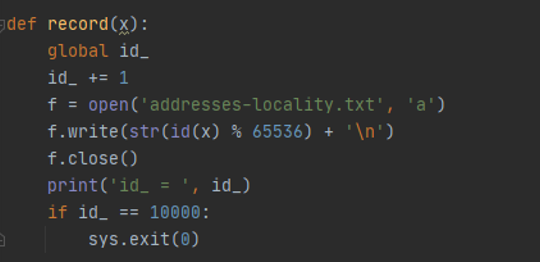 def record(x):
    global id_
    id_ += 1
    f = open('addresses-locality.txt', 'a')
    f.write(str(id(x) % 65536) + '\n')
    f.close()
    print('id_ = ', id_)
    if id_ == 10000:
        sys.exit(0)